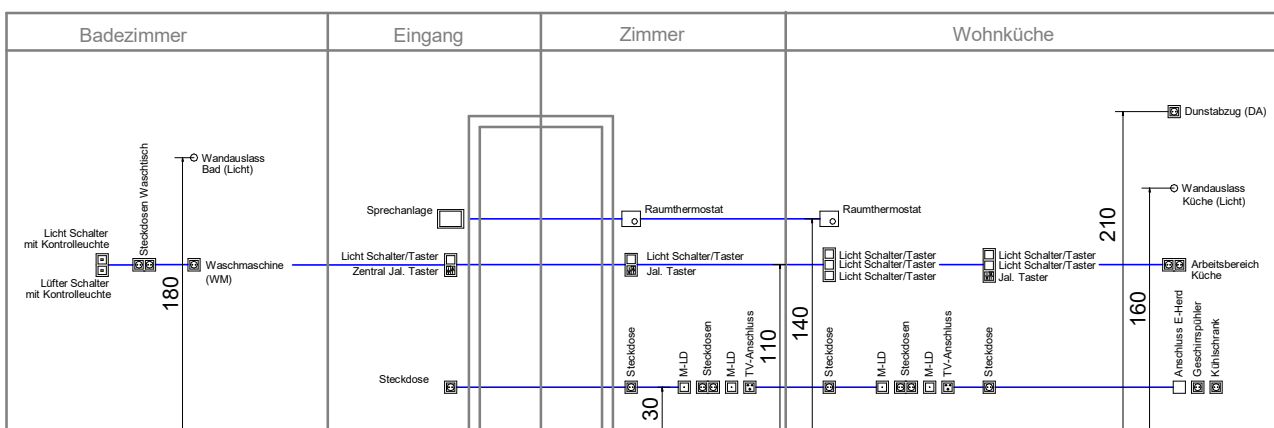 Badezimmer
Eingang
Zimmer
Wohnküche
Dunstabzug (DA)
Steckdosen Waschtisch
Wandauslass
Bad (Licht)
Wandauslass
Küche (Licht)
Sprechanlage
Raumthermostat
Raumthermostat
210
Licht Schalter
mit Kontrolleuchte
Lüfter Schalter
mit Kontrolleuchte
Waschmaschine
(WM)
180
Licht Schalter/Taster
Zentral Jal. Taster
Licht Schalter/Taster
Jal. Taster
Licht Schalter/Taster
Licht Schalter/Taster
Licht Schalter/Taster
Licht Schalter/Taster
Licht Schalter/Taster
Jal. Taster
Arbeitsbereich
Küche
160
140
110
Steckdose
Steckdose
M-LD
Steckdosen
M-LD
TV-Anschluss
Steckdose
M-LD
Steckdosen
M-LD
TV-Anschluss
Steckdose
Anschluss E-Herd
Geschirrspühler
Kühlschrank
30